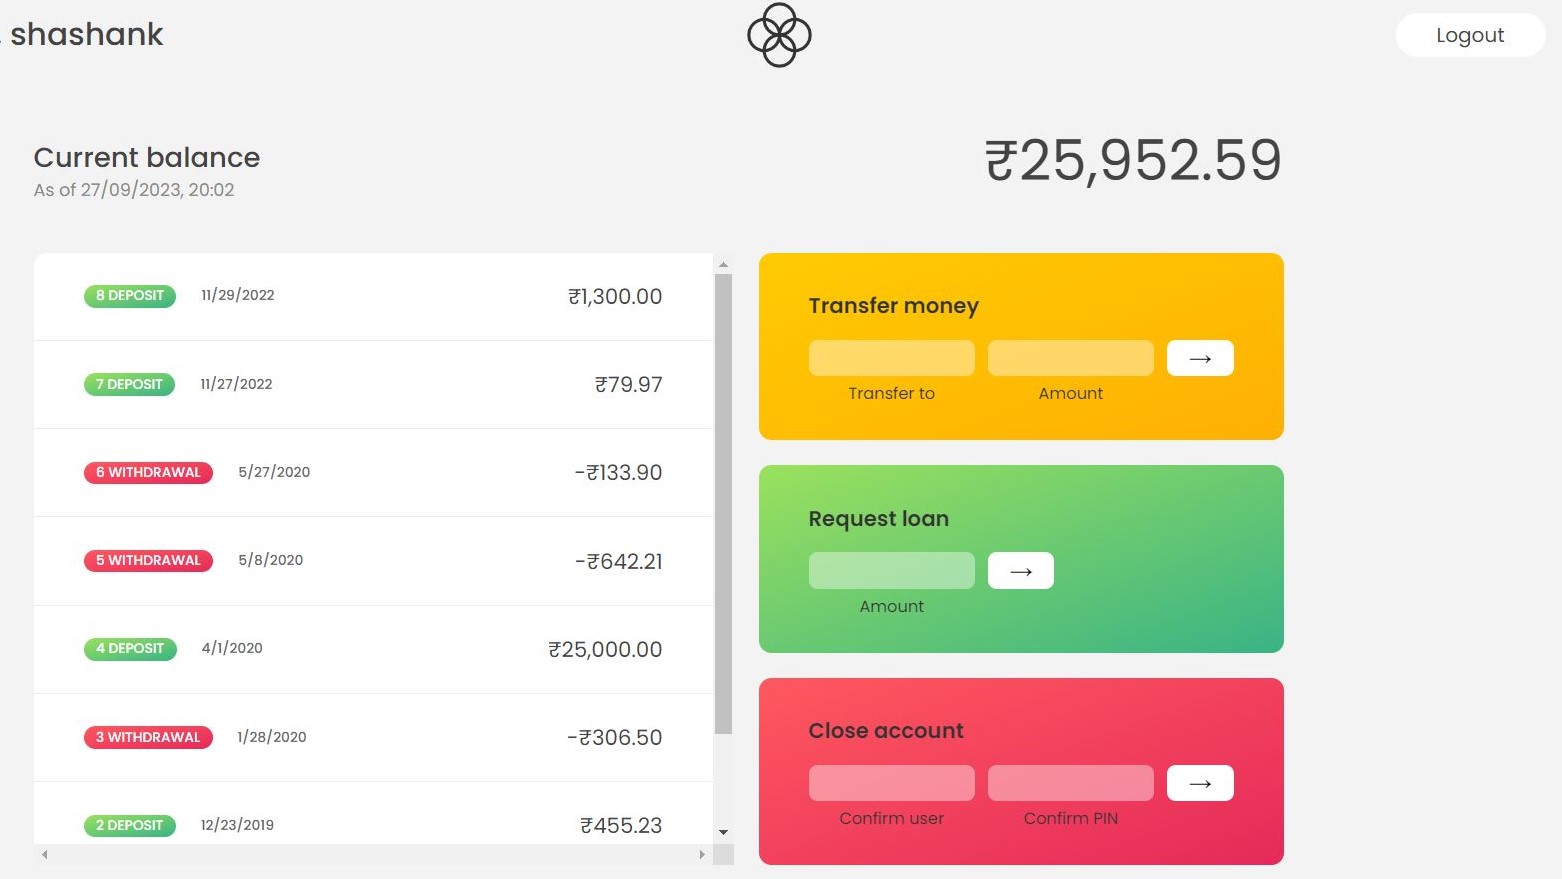 shashank
Logout
Current balance
As of 27/09/2023, 20:02
₹25,952.59
8 DEPOSIT 11/29/2022 ₹1,300.00
7 DEPOSIT 11/27/2022 ₹79.97
6 WITHDRAWAL 5/27/2020 -₹133.90
5 WITHDRAWAL 5/8/2020 -₹642.21
4 DEPOSIT 4/1/2020 ₹25,000.00
3 WITHDRAWAL 1/28/2020 -₹306.50
2 DEPOSIT 12/23/2019 ₹455.23
Transfer money
→
Transfer to Amount
Request loan
→
Amount
Close account
→
Confirm user Confirm PIN